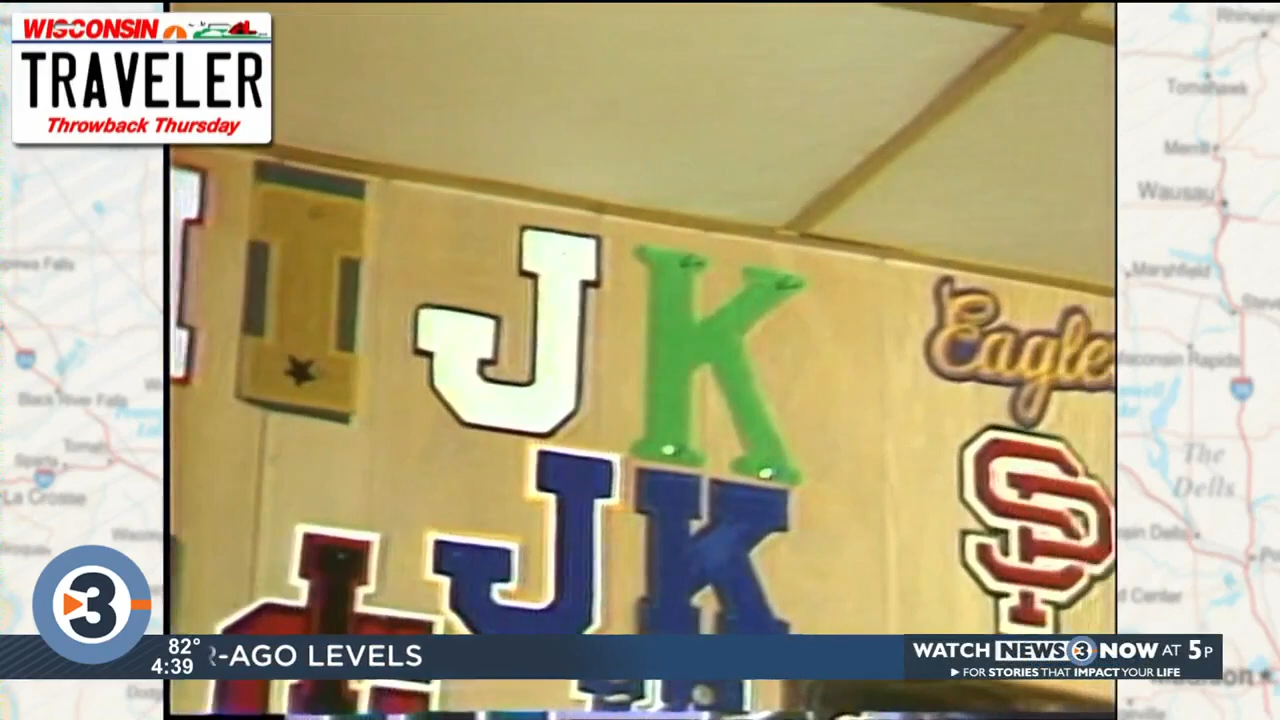 WISCONSIN
TRAVELER
Throwback Thursday
I
J K
Eagle
J K
SP
Rhinelander
Tomahawk
Merrill
Wausau
Marshfield
Wisconsin Rapids
Black River Falls
Tomah
Sparta
La Crosse
The
Dells
Madison
3
82°
4:39
-AGO LEVELS
WATCH NEWS 3 NOW AT 5P
FOR STORIES THAT IMPACT YOUR LIFE